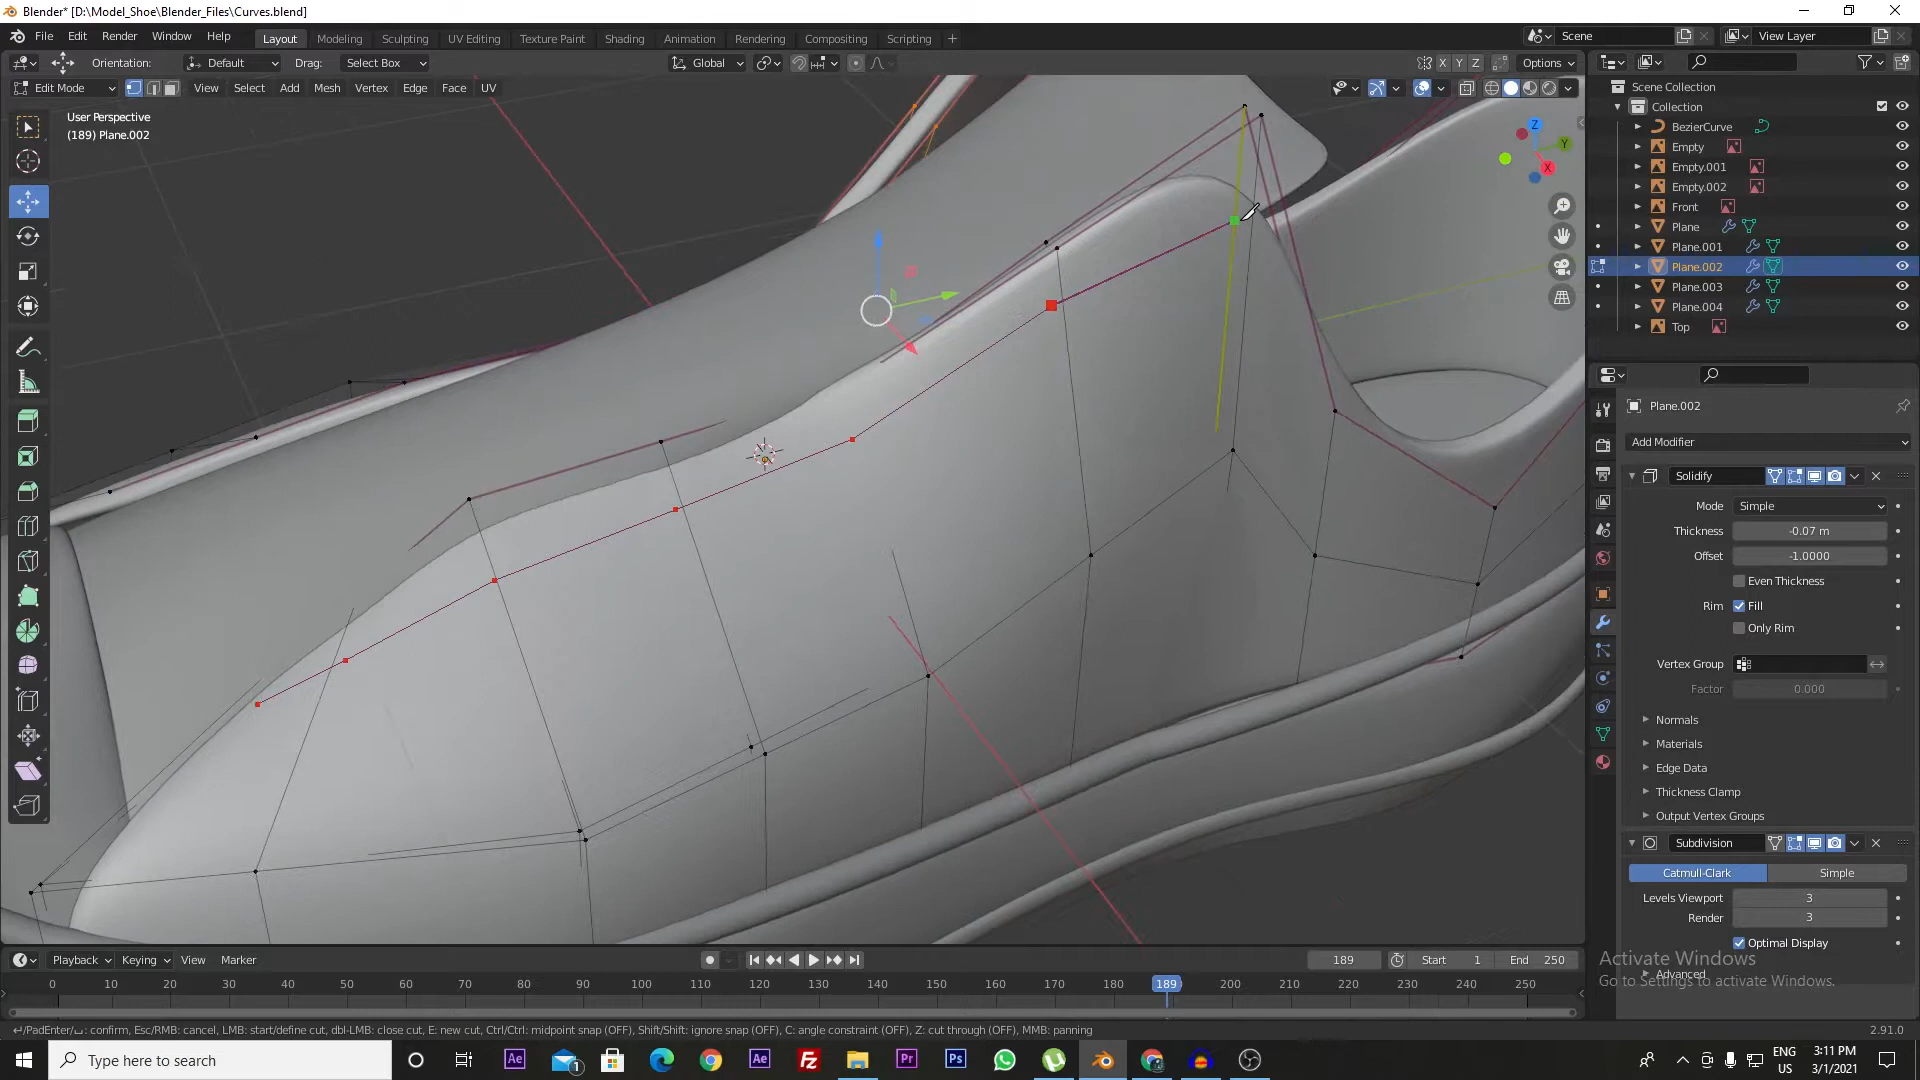 Blender* [D:\Model_Shoe\Blender_Files\Curves.blend]
File Edit Render Window Help Layout Modeling Sculpting UV Editing Texture Paint Shading Animation Rendering Compositing Scripting + Scene View Layer
Orientation: Default Drag: Select Box Global X Y Z Options
Edit Mode View Select Add Mesh Vertex Edge Face UV
User Perspective
(189) Plane.002
Z
Y
X
Scene Collection
Collection
BezierCurve
Empty
Empty.001
Empty.002
Front
Plane
Plane.001
Plane.002
Plane.003
Plane.004
Top
Plane.002
Add Modifier
Solidify
Mode Simple
Thickness -0.07 m
Offset -1.0000
Even Thickness
Rim Fill
Only Rim
Vertex Group
Factor 0.000
Normals
Materials
Edge Data
Thickness Clamp
Output Vertex Groups
Subdivision
Catmull-Clark Simple
Levels Viewport 3
Render 3
Optimal Display
Advanced
Activate Windows
Go to Settings to activate Windows.
Playback Keying View Marker 189 Start 1 End 250
0 10 20 30 40 50 60 70 80 90 100 110 120 130 140 150 160 170 180 189 200 210 220 230 240 250
/PadEnter/: confirm, Esc/RMB: cancel, LMB: start/define cut, dbl-LMB: close cut, E: new cut, Ctrl/Ctrl: midpoint snap (OFF), Shift/Shift: ignore snap (OFF), C: angle constraint (OFF), Z: cut through (OFF), MMB: panning
2.91.0
Type here to search
Ae 1 Ae Fz Pr Ps
ENG
US
3:11 PM
3/1/2021